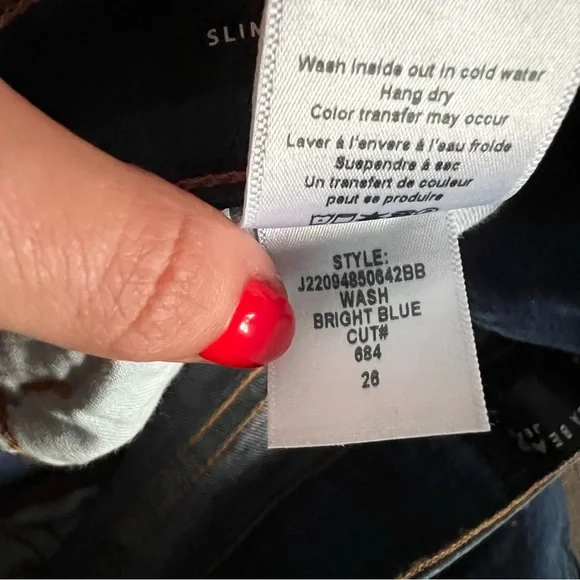 SLIM
Wash inside out in cold water
Hang dry
Color transfer may occur
Laver à l'envers à l'eau froide
Suspendre à sec
Un transfert de couleur
peut se produire
STYLE:
J22094850642BB
WASH
BRIGHT BLUE
CUT#
684
26